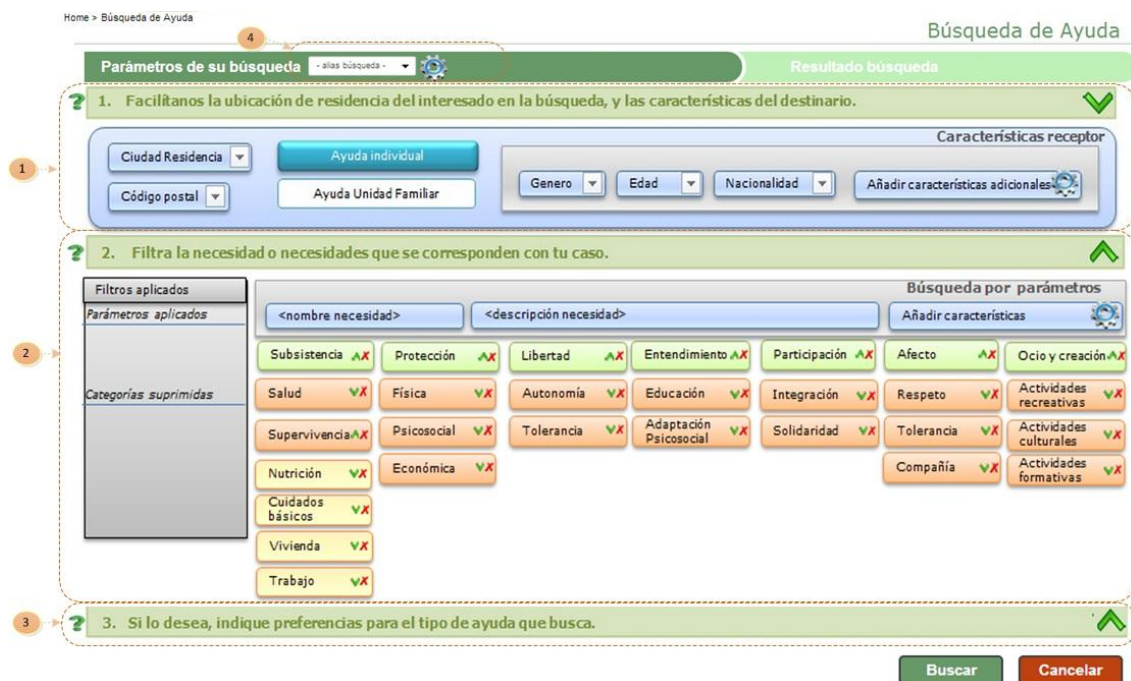 Home > Búsqueda de Ayuda
Búsqueda de Ayuda
4
Parámetros de su búsqueda - alias búsqueda - Resultado búsqueda
? 1. Facilítanos la ubicación de residencia del interesado en la búsqueda, y las características del destinario.
1
Características receptor
Ciudad Residencia Ayuda individual
Genero Edad Nacionalidad Añadir características adicionales
Código postal Ayuda Unidad Familiar
? 2. Filtra la necesidad o necesidades que se corresponden con tu caso.
Filtros aplicados Búsqueda por parámetros
Parámetros aplicados <nombre necesidad> <descripción necesidad> Añadir características
2
Subsistencia Protección Libertad Entendimiento Participación Afecto Ocio y creación
Categorías suprimidas Salud Física Autonomía Educación Integración Respeto Actividades recreativas
Supervivencia Psicosocial Tolerancia Adaptación Psicosocial Solidaridad Tolerancia Actividades culturales
Nutrición Económica Compañía Actividades formativas
Cuidados básicos
Vivienda
Trabajo
3
? 3. Si lo desea, indique preferencias para el tipo de ayuda que busca.
Buscar Cancelar